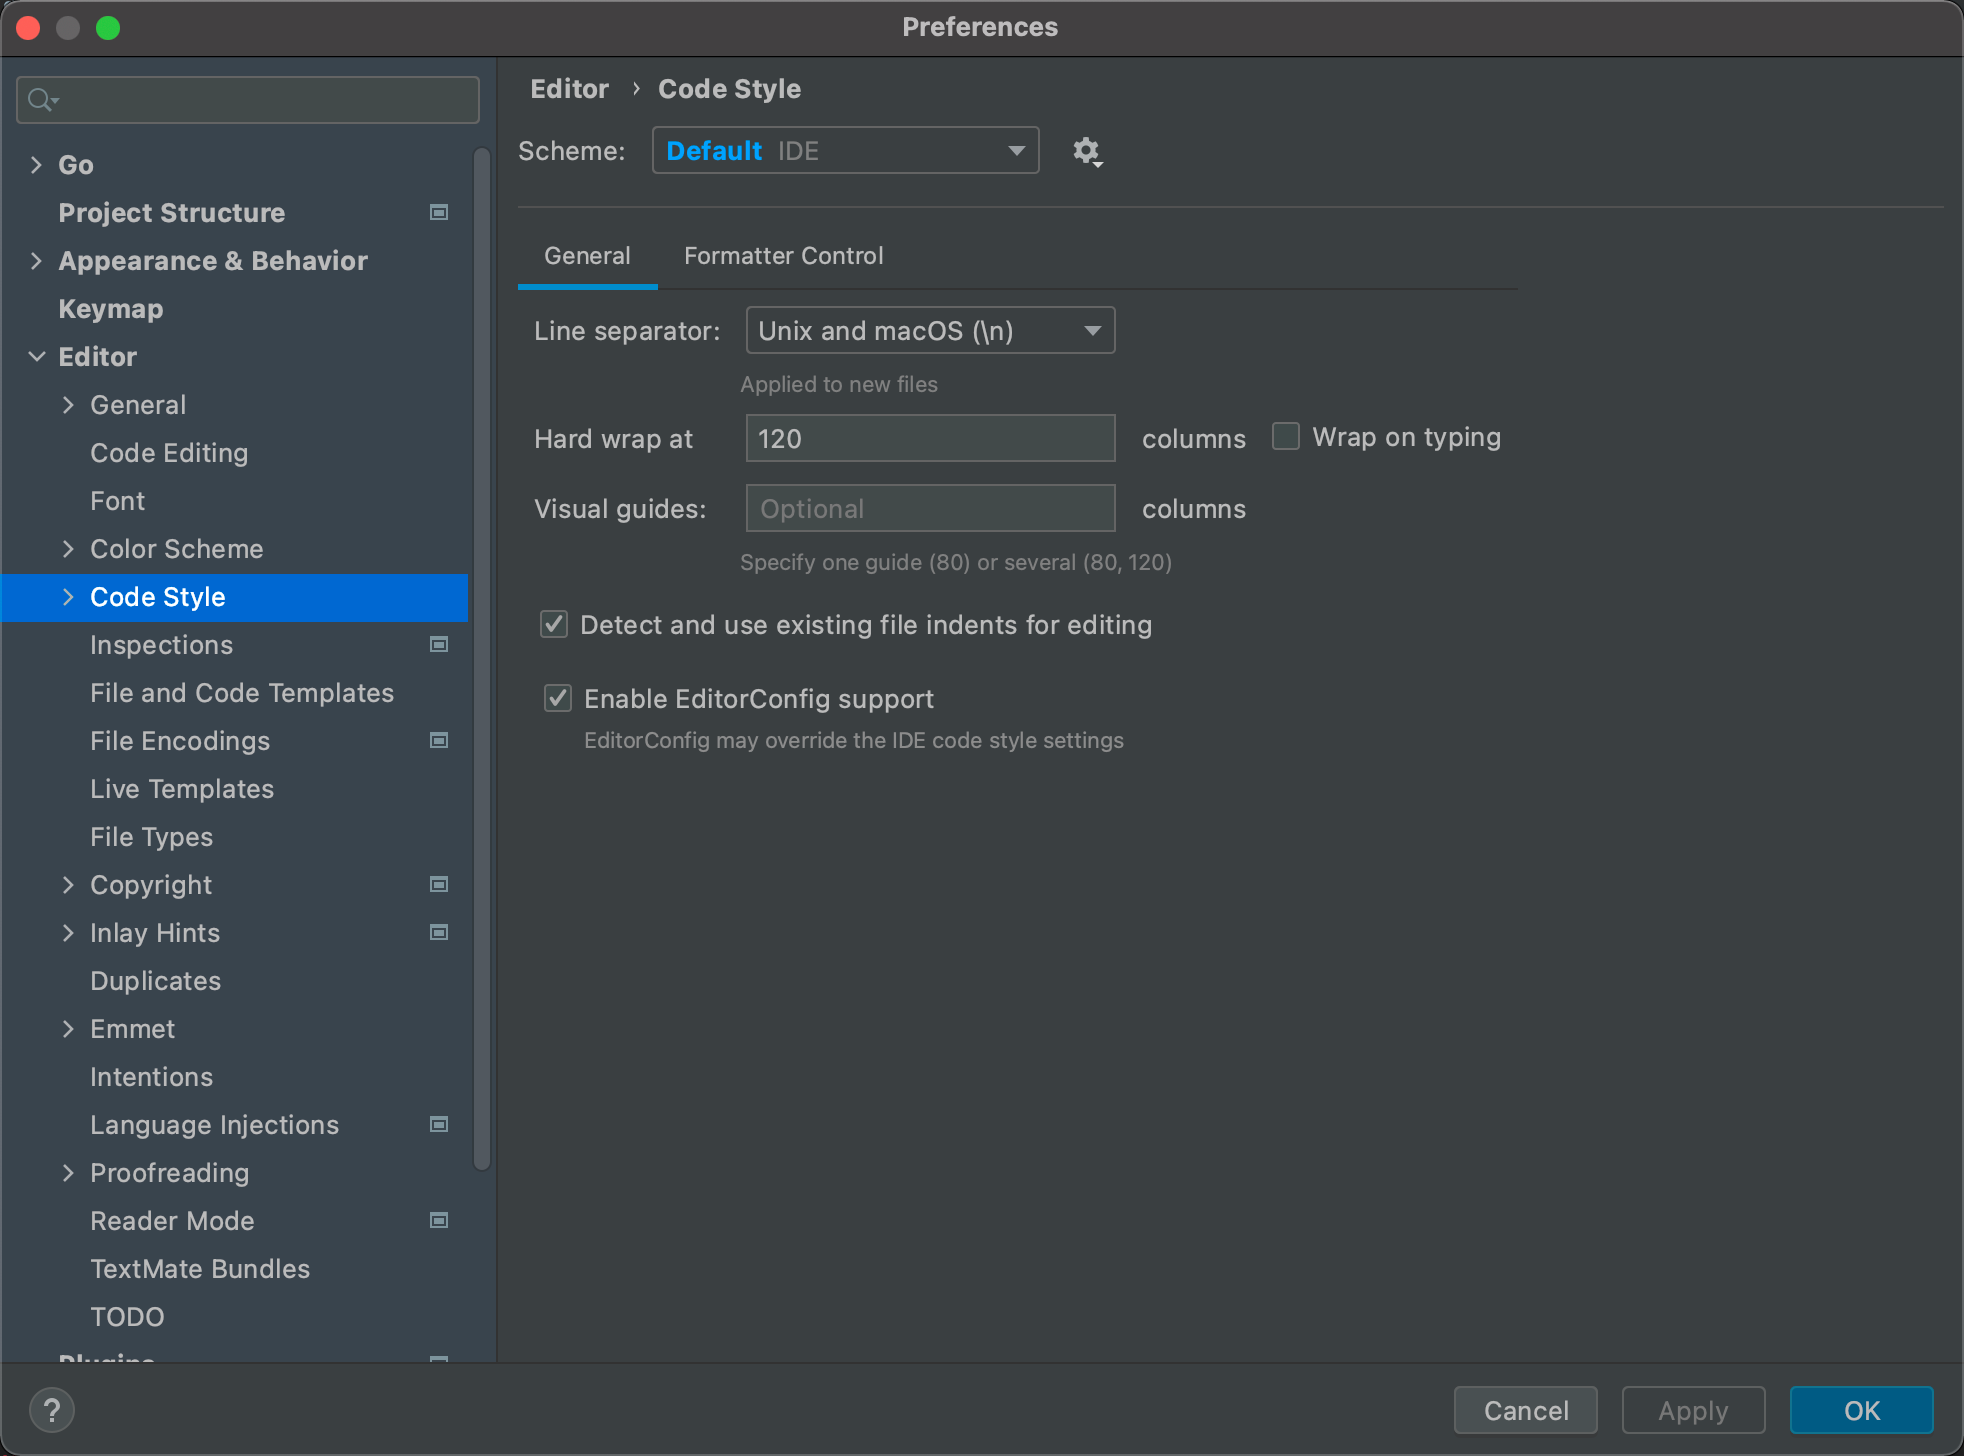 Preferences
Go
Project Structure
Appearance & Behavior
Keymap
Editor
General
Code Editing
Font
Color Scheme
Code Style
Inspections
File and Code Templates
File Encodings
Live Templates
File Types
Copyright
Inlay Hints
Duplicates
Emmet
Intentions
Language Injections
Proofreading
Reader Mode
TextMate Bundles
TODO
Plugins
Editor › Code Style
Scheme: Default IDE
General Formatter Control
Line separator: Unix and macOS (\n)
Applied to new files
Hard wrap at 120 columns Wrap on typing
Visual guides: Optional columns
Specify one guide (80) or several (80, 120)
Detect and use existing file indents for editing
Enable EditorConfig support
EditorConfig may override the IDE code style settings
? Cancel Apply OK